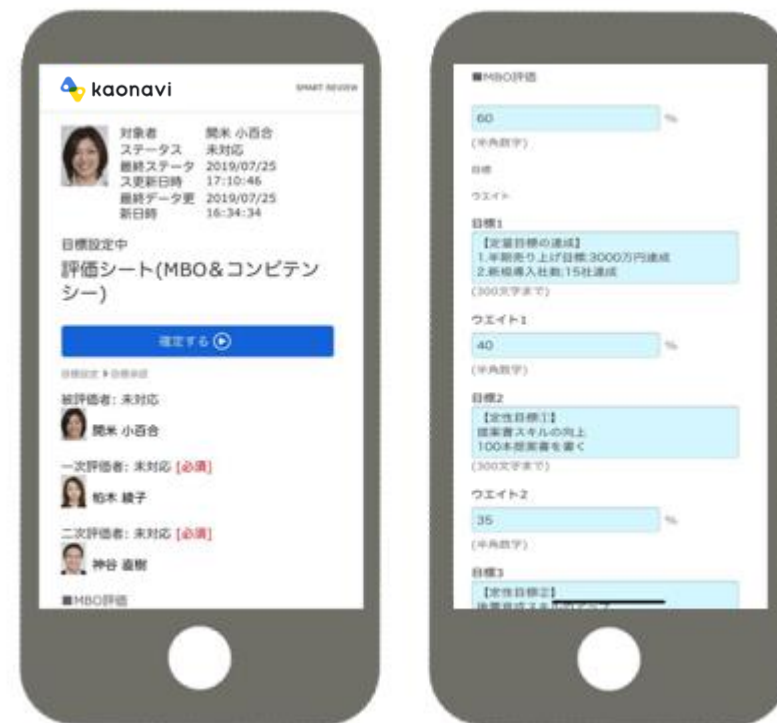 kaonavi
SMART REVIEW
対象者 開米 小百合
ステータス 未対応
最終ステータ 2019/07/25
ス更新日時 17:10:46
最終データ更 2019/07/25
新日時 16:34:34
目標設定中
評価シート(MBO&コンピテン
シー)
確定する
目標設定 目標承認
被評価者: 未対応
開米 小百合
一次評価者: 未対応 [必須]
柏木 綾子
二次評価者: 未対応 [必須]
神谷 直樹
■MBO評価
■MBO評価
60 %
(半角数字)
目標
ウエイト
目標1
【定量目標の達成】
1.半期売り上げ目標:3000万円達成
2.新規導入社数:15社達成
(300文字まで)
ウエイト1
40 %
(半角数字)
目標2
【定性目標①】
提案書スキルの向上
100本提案書を書く
(300文字まで)
ウエイト2
35 %
(半角数字)
目標3
【定性目標②】